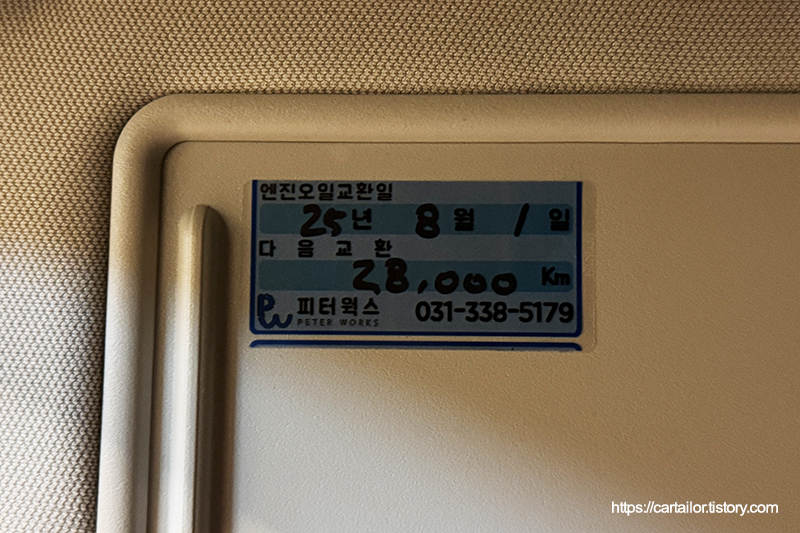 엔진오일교환일
25년 8월 1일
다음교환
28,000 Km
PW 피터웍스 031-338-5179
PETER WORKS
https://cartailor.tistory.com